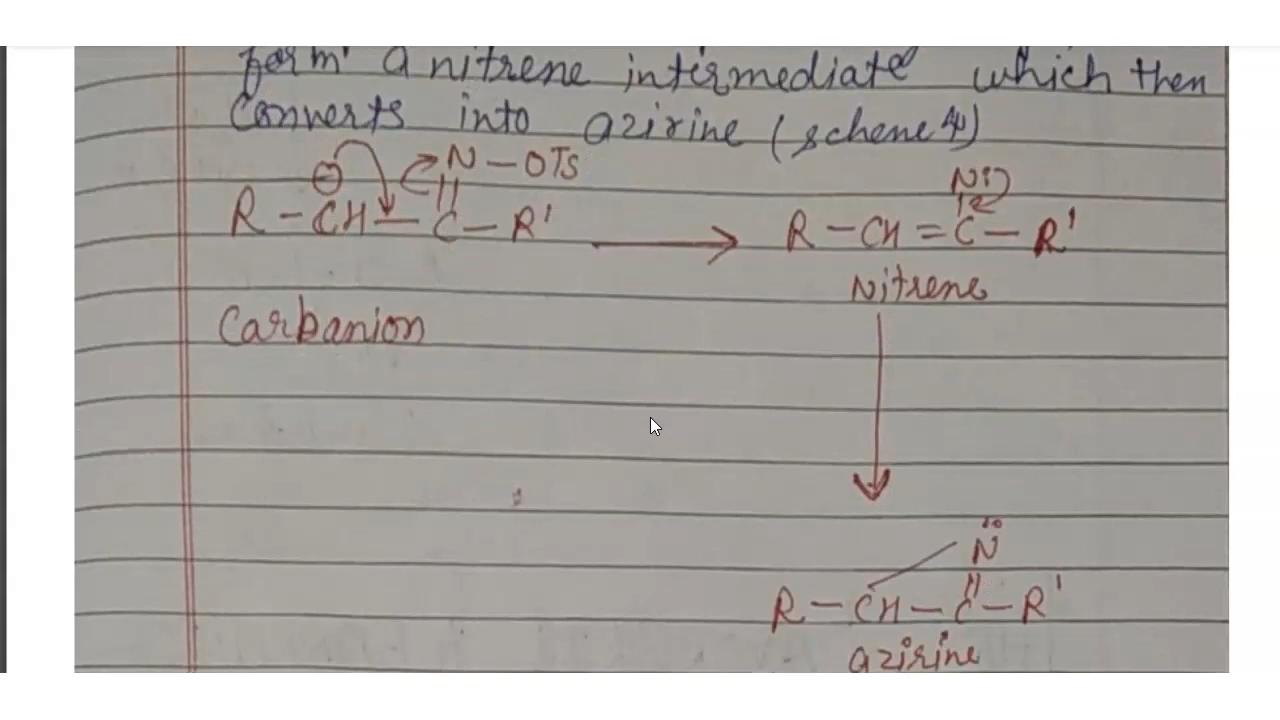 form a nitrene intermediate which then
Converts into azirine (scheme 4)
⊖ N - OTs
R - CH - C - R'
N:
R - CH = C - R'
Nitrene
Carbanion
N
R - CH - C - R'
azirine